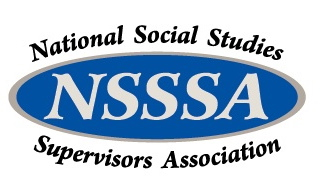 National Social Studies
NSSSA
Supervisors Association